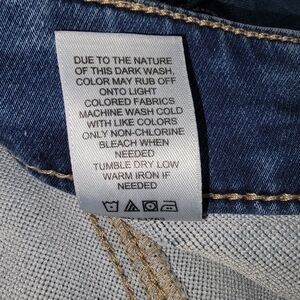 DUE TO THE NATURE
OF THIS DARK WASH,
COLOR MAY RUB OFF
ONTO LIGHT
COLORED FABRICS
MACHINE WASH COLD
WITH LIKE COLORS
ONLY NON-CHLORINE
BLEACH WHEN
NEEDED
TUMBLE DRY LOW
WARM IRON IF
NEEDED